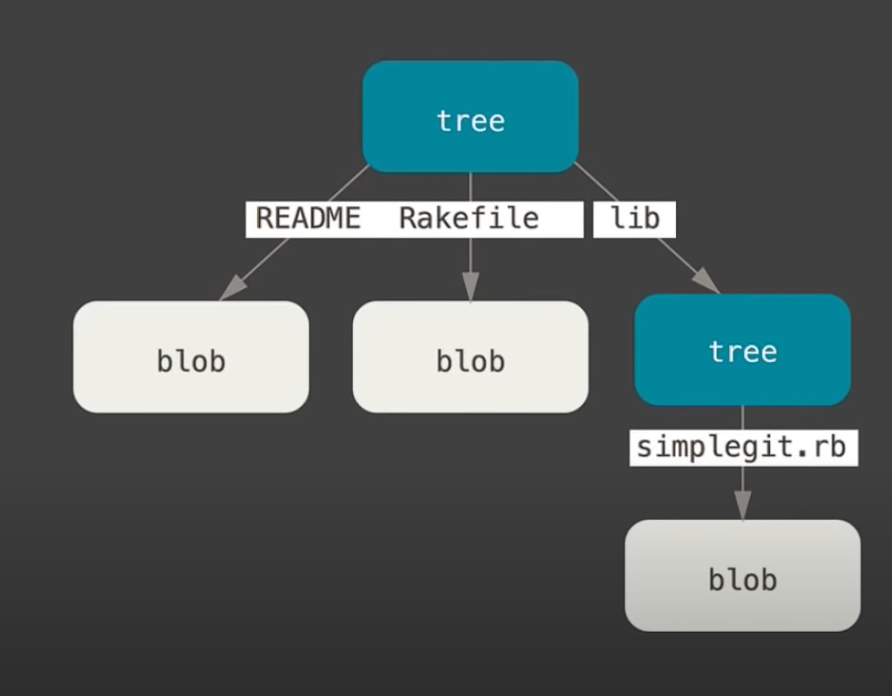 tree
README Rakefile lib
blob blob tree
simplegit.rb
blob